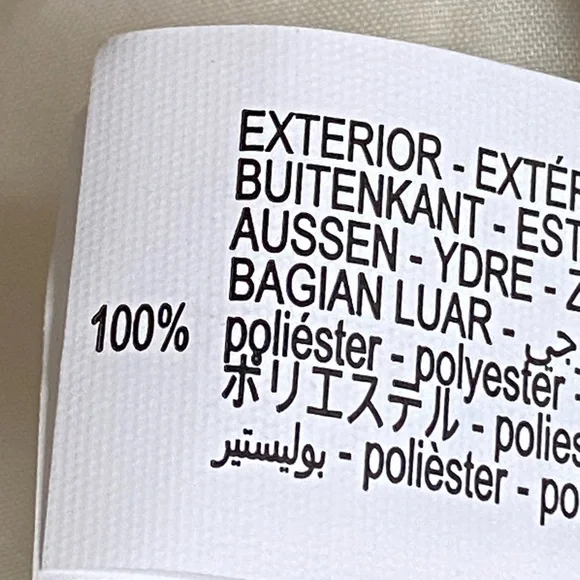 EXTERIOR - EXTÉR
BUITENKANT - EST
AUSSEN - YDRE - Z
BAGIAN LUAR -
100% poliéster - polyester -
ポリエステル - polies
بوليستير - polièster - po